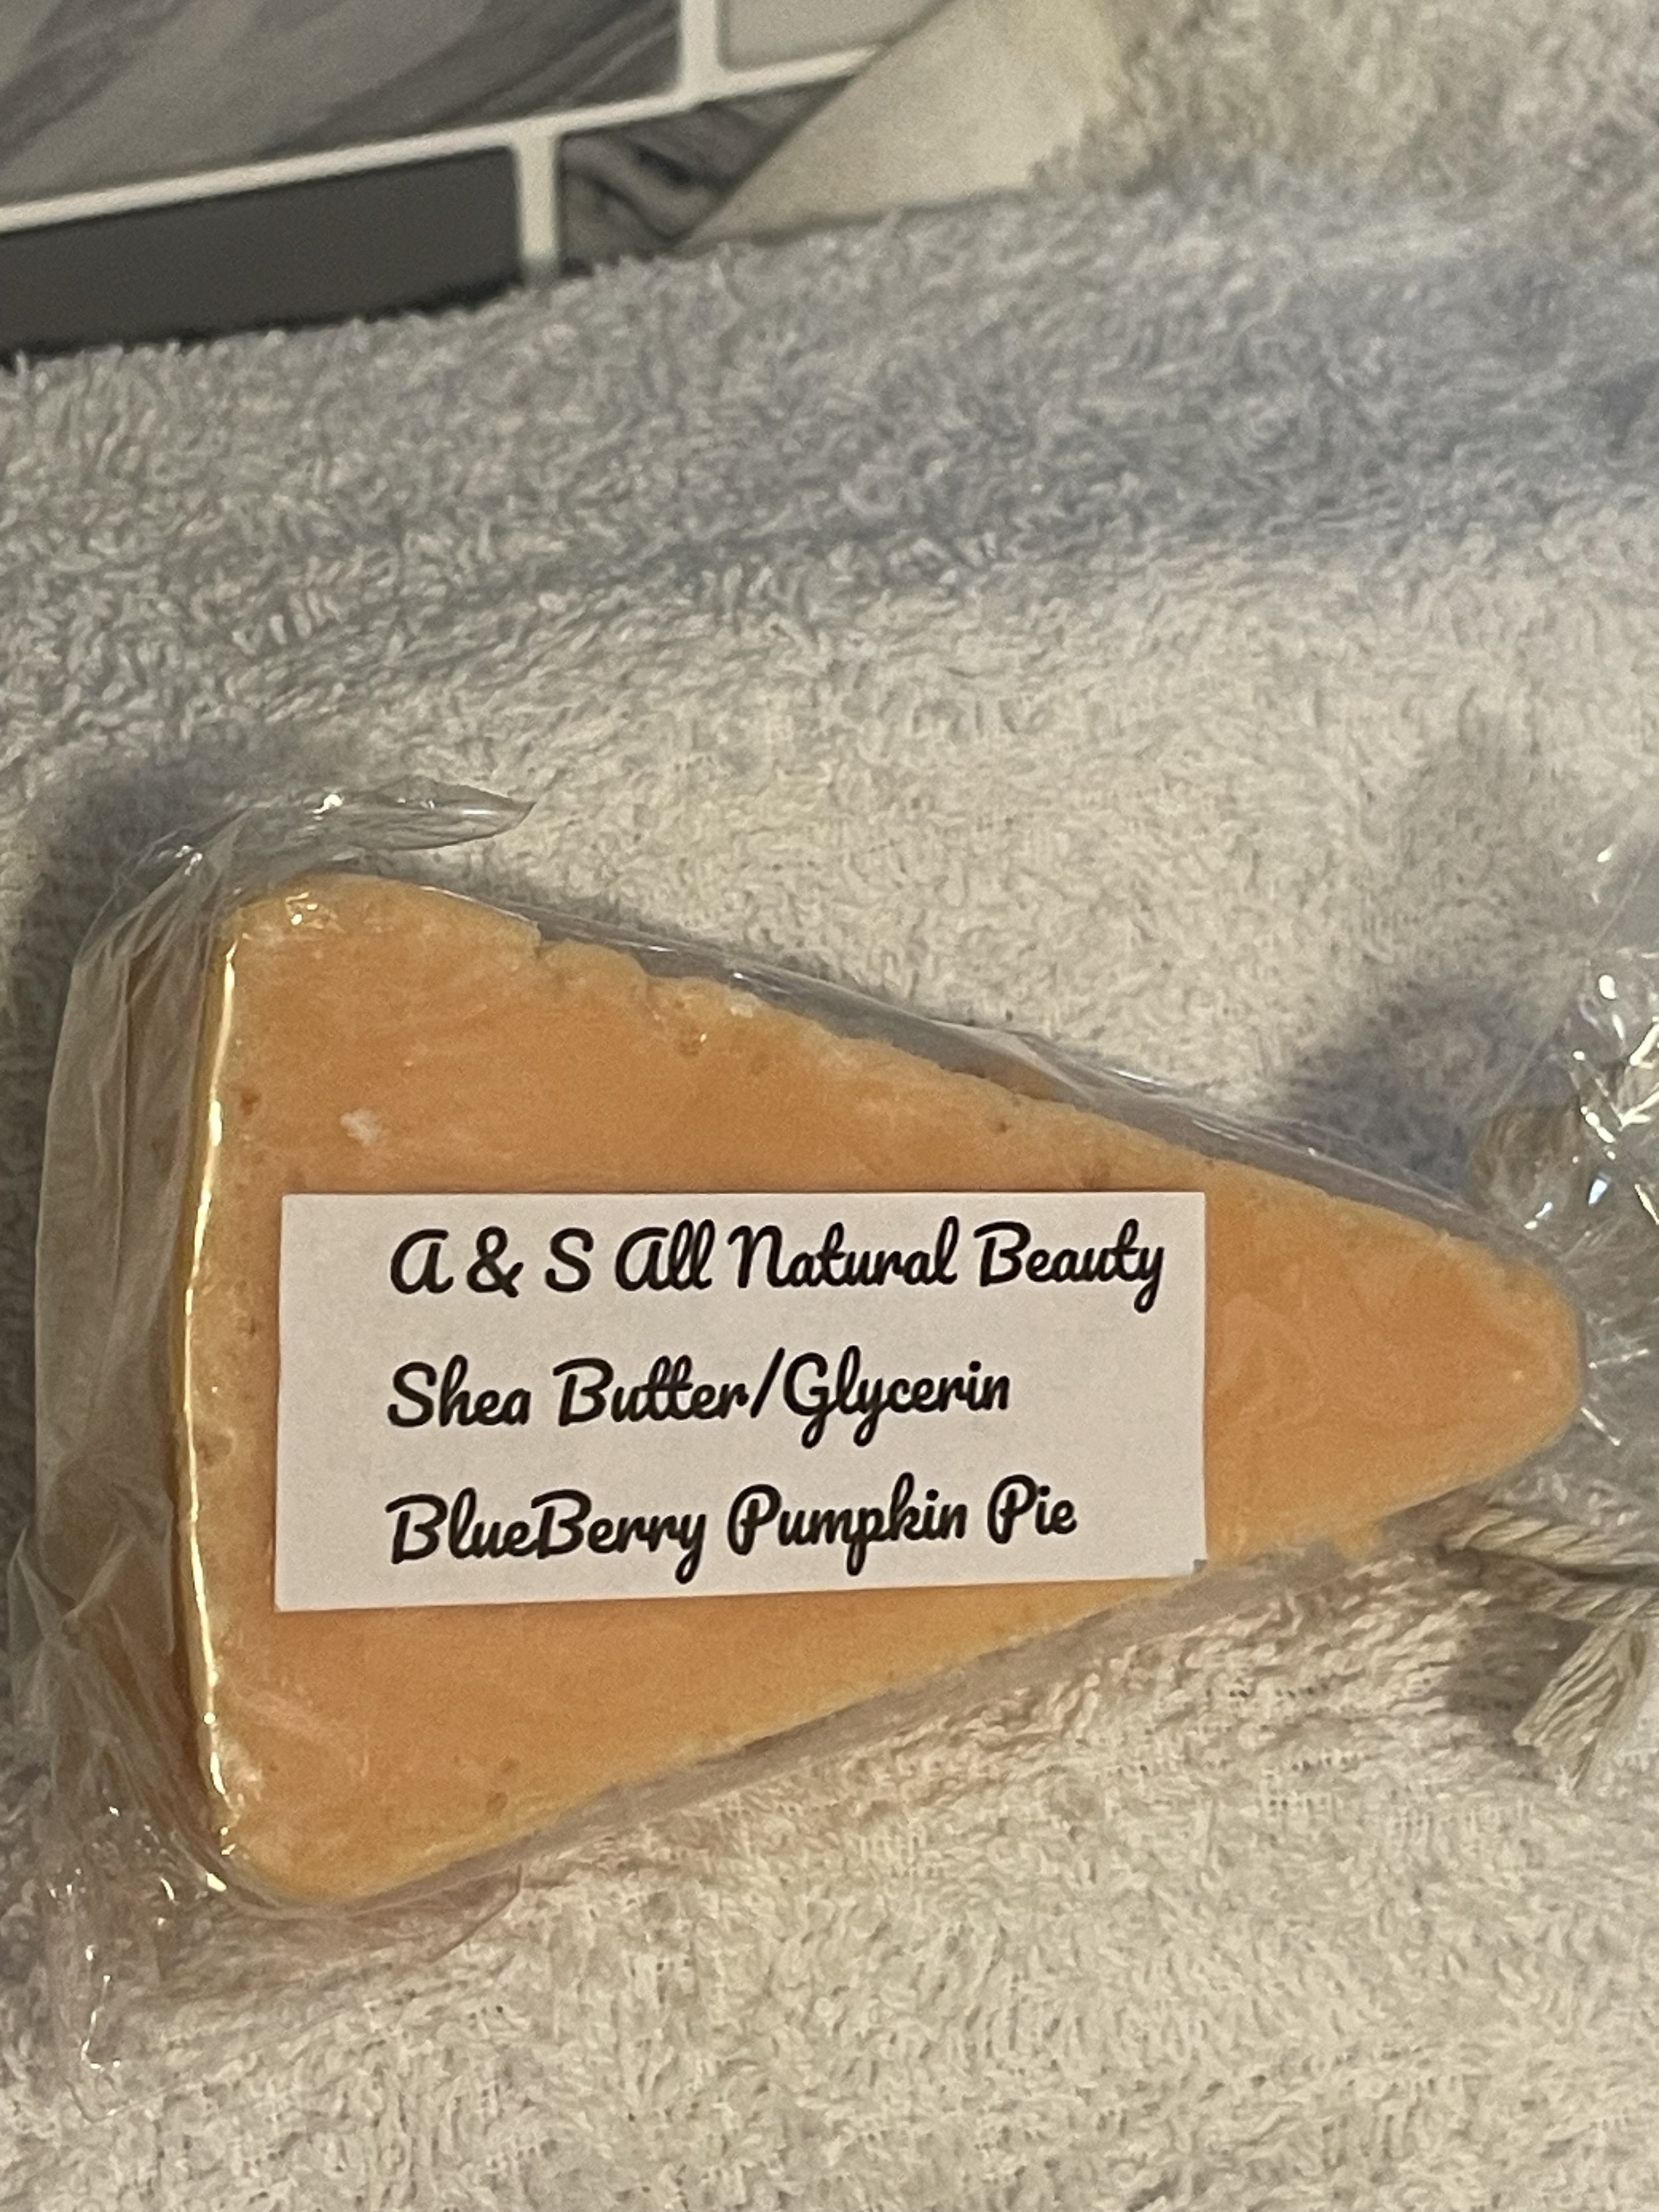 A & S All Natural Beauty
Shea Butter/Glycerin
BlueBerry Pumpkin Pie